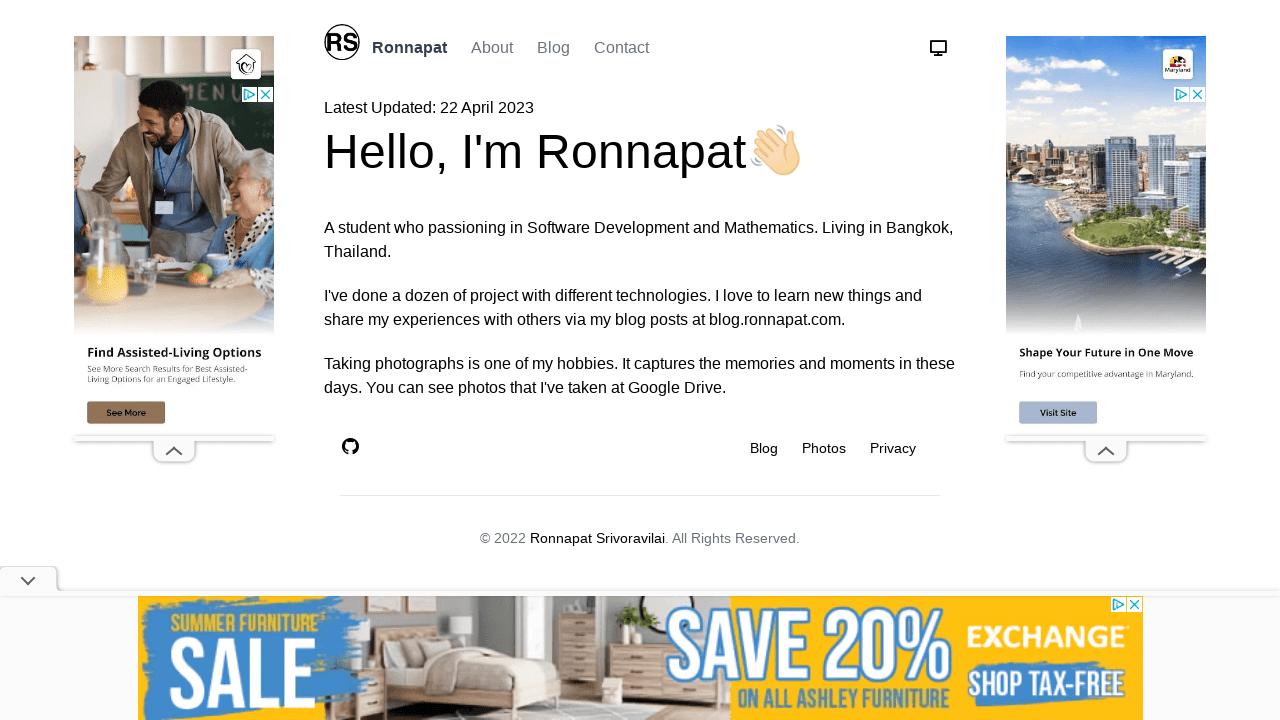 RS
Ronnapat
About
Blog
Contact
Latest Updated: 22 April 2023
Hello, I'm Ronnapat👋🏼
A student who passioning in Software Development and Mathematics. Living in Bangkok,
Thailand.
I've done a dozen of project with different technologies. I love to learn new things and
share my experiences with others via my blog posts at blog.ronnapat.com.
Taking photographs is one of my hobbies. It captures the memories and moments in these
days. You can see photos that I've taken at Google Drive.
Blog
Photos
Privacy
© 2022 Ronnapat Srivoravilai. All Rights Reserved.
MENU
Find Assisted-Living Options
See More Search Results for Best Assisted-
Living Options for an Engaged Lifestyle.
See More
Maryland
Shape Your Future in One Move
Find your competitive advantage in Maryland.
Visit Site
SUMMER FURNITURE
SALE
SAVE 20%
ON ALL ASHLEY FURNITURE
EXCHANGE
SHOP TAX-FREE